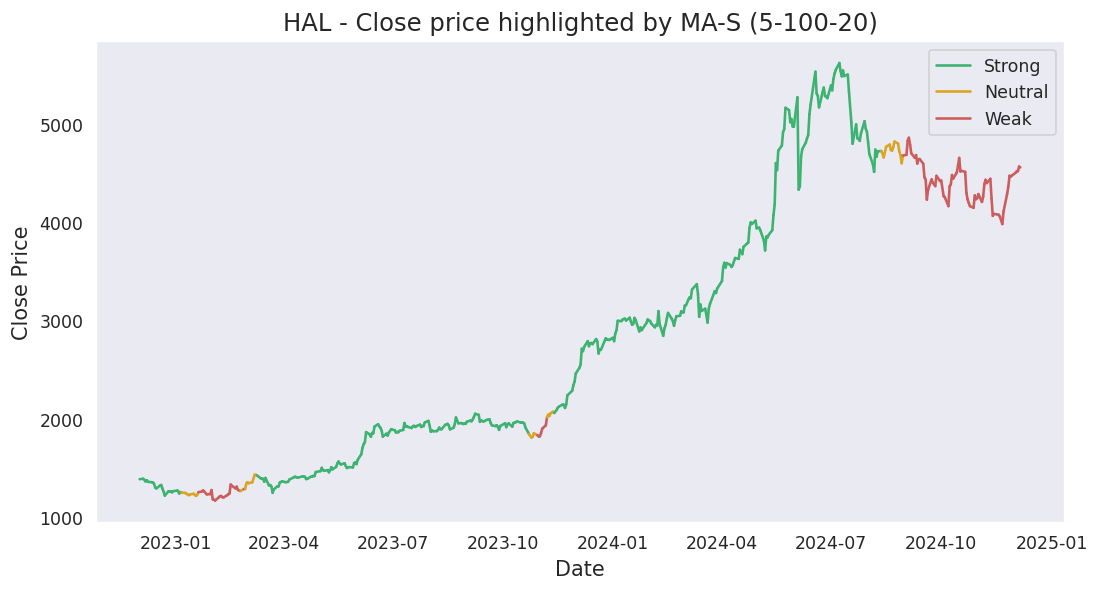 HAL - Close price highlighted by MA-S (5-100-20)
Strong
Neutral
Weak
Close Price
5000
4000
3000
2000
1000
2023-01 2023-04 2023-07 2023-10 2024-01 2024-04 2024-07 2024-10 2025-01
Date